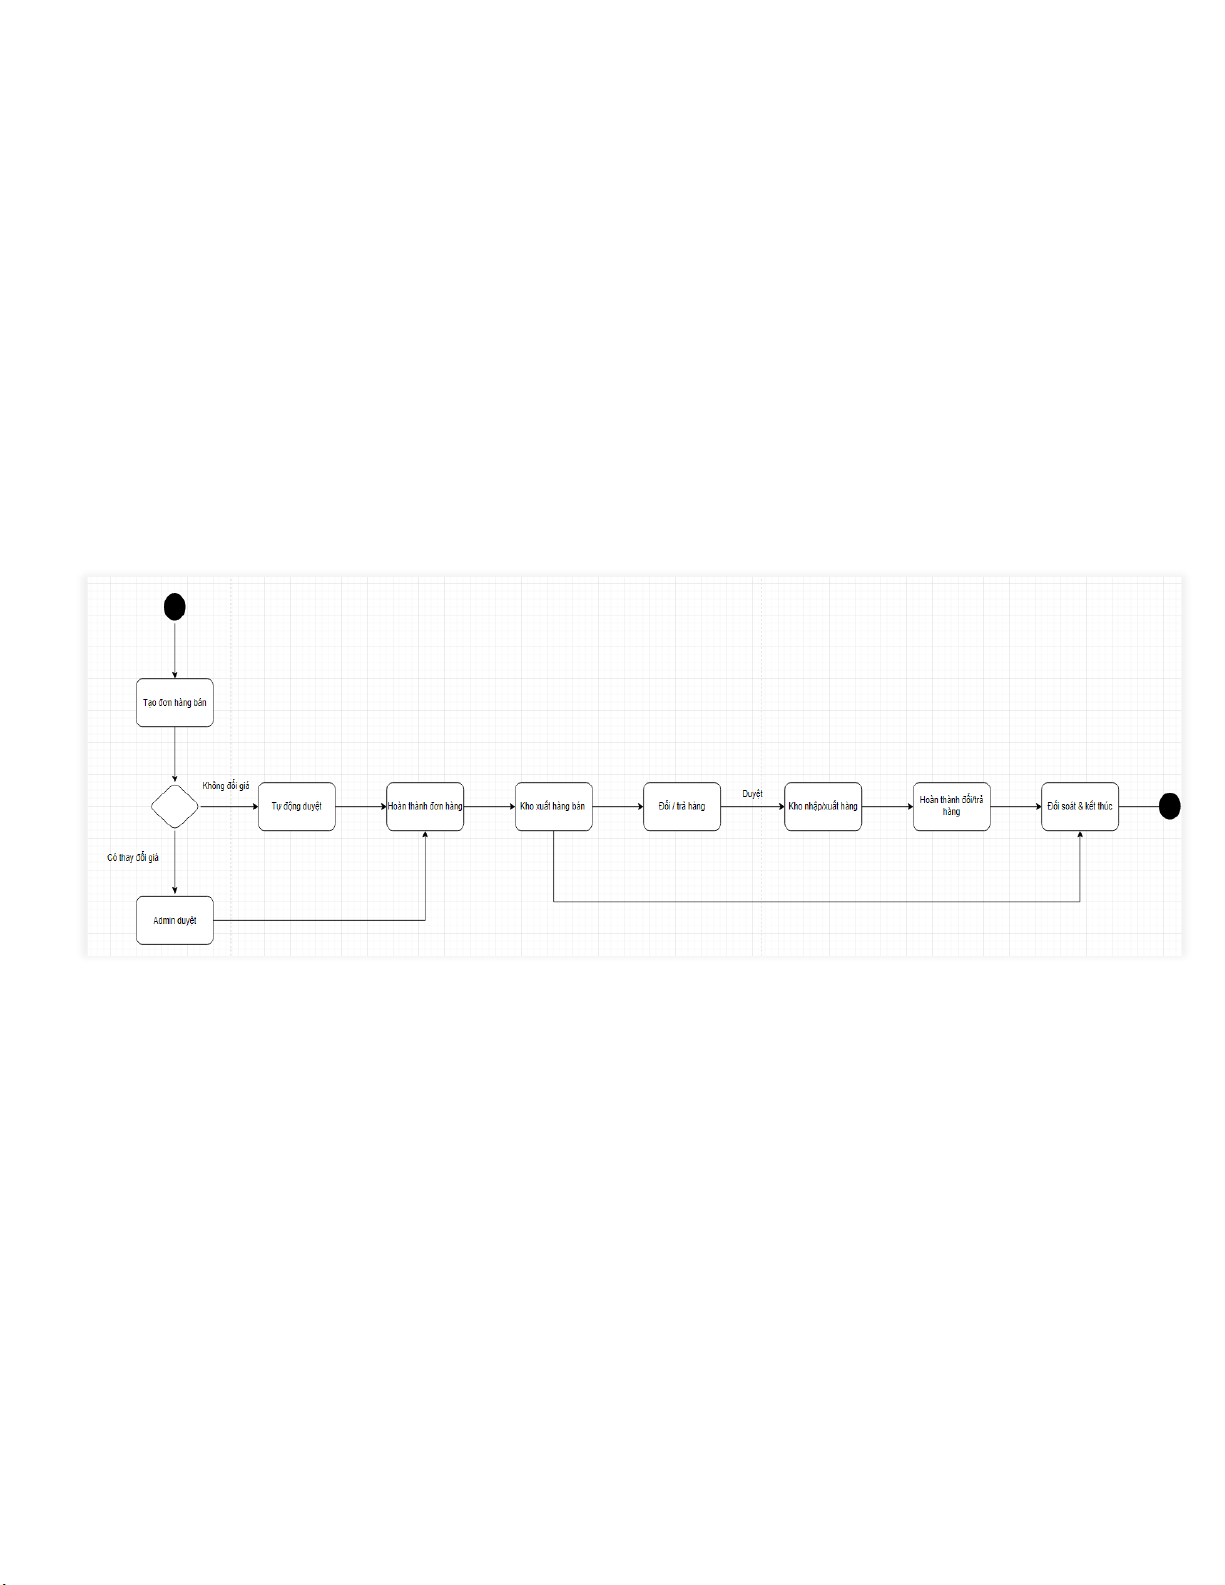 Tạo đơn hàng bán
Không đổi giá
Tự động duyệt
Hoàn thành đơn hàng
Kho xuất hàng bán
Đổi / trả hàng
Duyệt
Kho nhập/xuất hàng
Hoàn thành đổi/trả
hàng
Đối soát & kết thúc
Có thay đổi giá
Admin duyệt